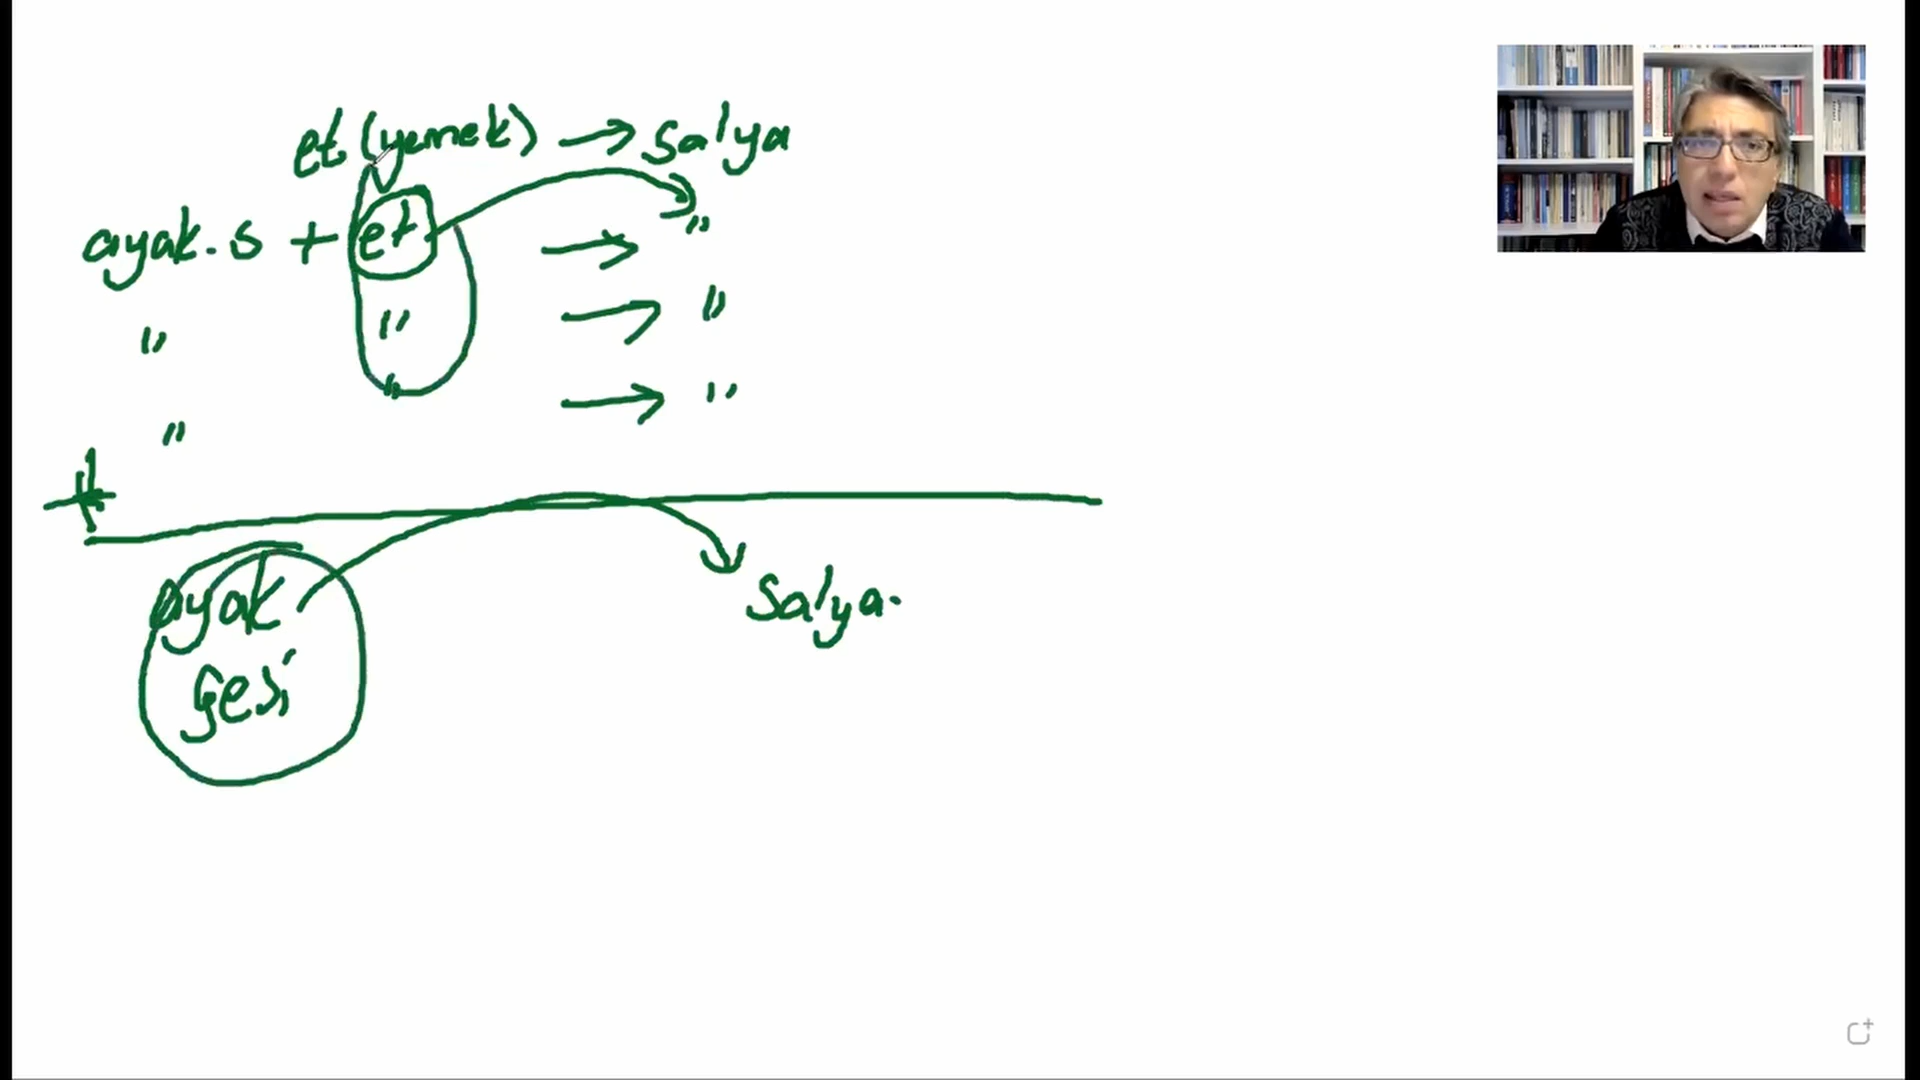 et (yemek) → salya
ayak. s + et → "
" " → "
" " → "
ayak salya.
sesi